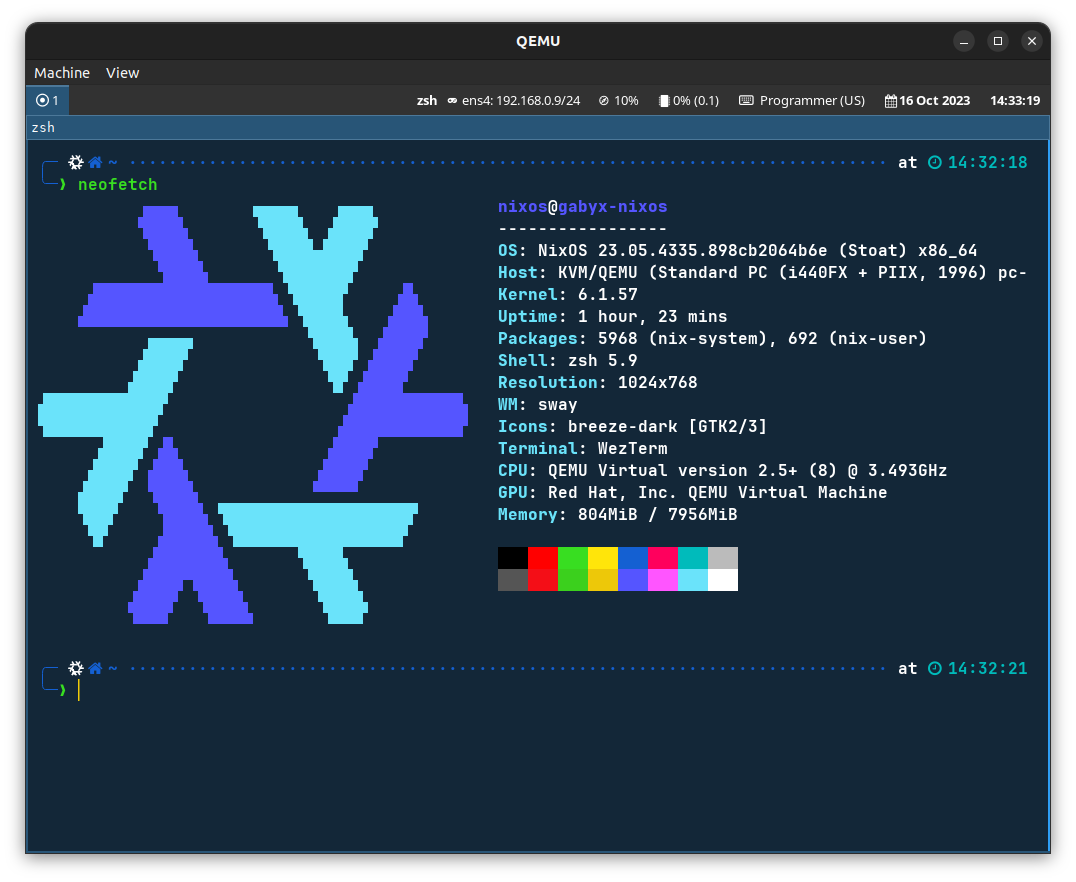 QEMU
Machine View
1 zsh ens4: 192.168.0.9/24 10% 0% (0.1) Programmer (US) 16 Oct 2023 14:33:19
zsh
~ at 14:32:18
❯ neofetch
nixos@gabyx-nixos
-----------------
OS: NixOS 23.05.4335.898cb2064b6e (Stoat) x86_64
Host: KVM/QEMU (Standard PC (i440FX + PIIX, 1996) pc-
Kernel: 6.1.57
Uptime: 1 hour, 23 mins
Packages: 5968 (nix-system), 692 (nix-user)
Shell: zsh 5.9
Resolution: 1024x768
WM: sway
Icons: breeze-dark [GTK2/3]
Terminal: WezTerm
CPU: QEMU Virtual version 2.5+ (8) @ 3.493GHz
GPU: Red Hat, Inc. QEMU Virtual Machine
Memory: 804MiB / 7956MiB
~ at 14:32:21
❯